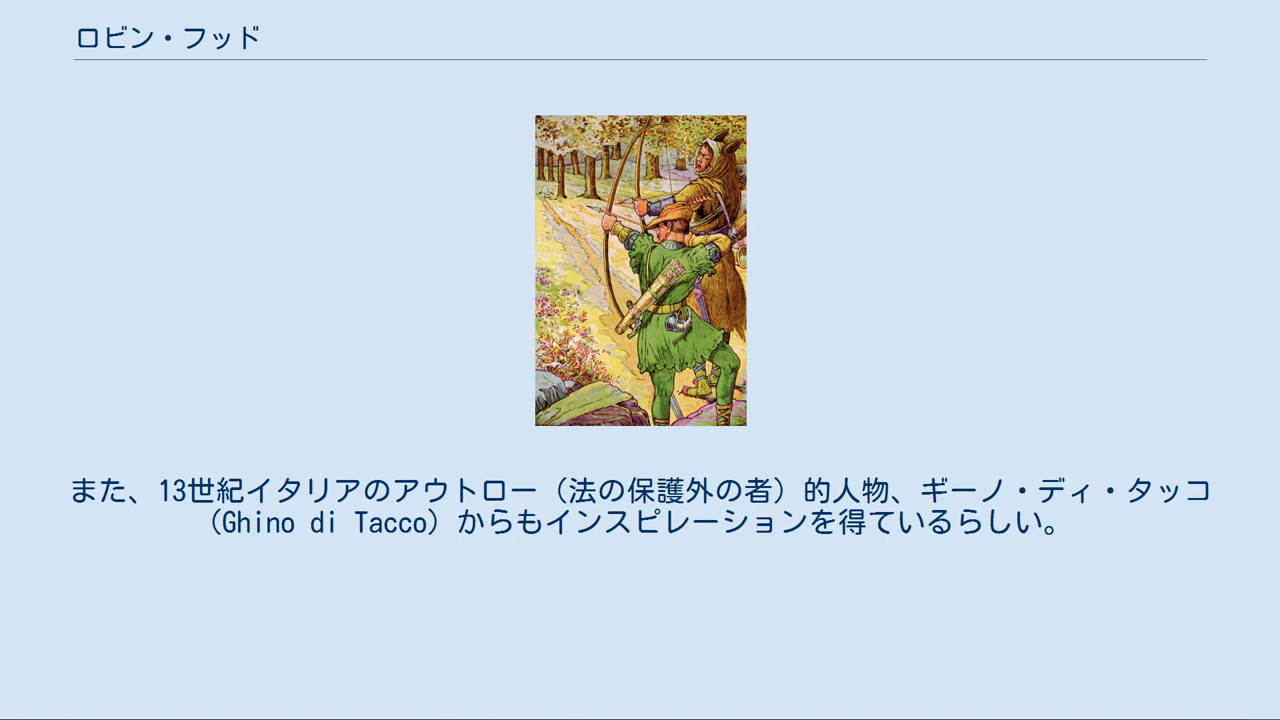 ロビン・フッド
また、13世紀イタリアのアウトロー（法の保護外の者）的人物、ギーノ・ディ・タッコ
（Ghino di Tacco）からもインスピレーションを得ているらしい。